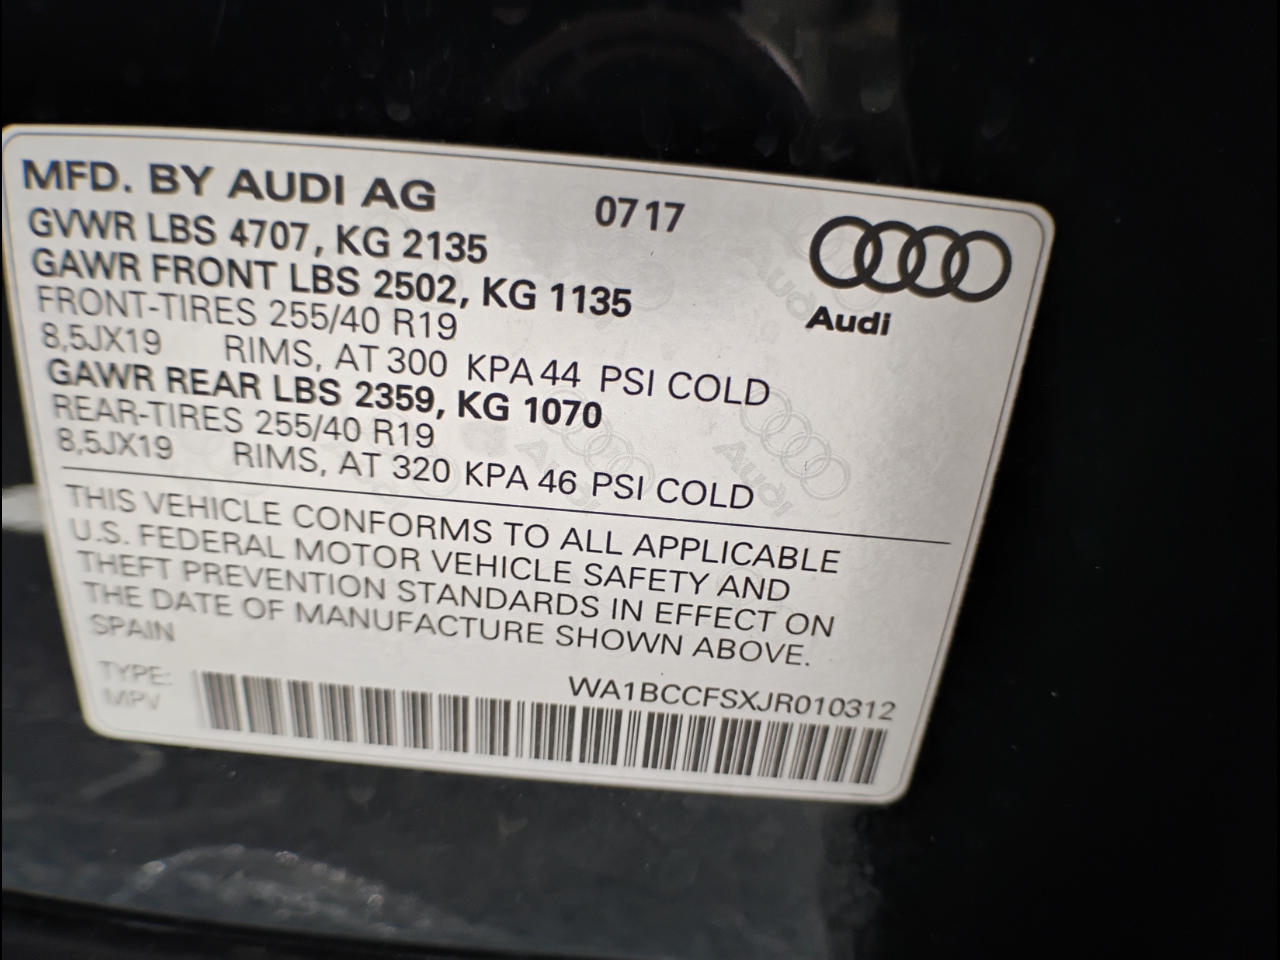 MFD. BY AUDI AG 0717
GVWR LBS 4707, KG 2135
GAWR FRONT LBS 2502, KG 1135
FRONT-TIRES 255/40 R19
8,5JX19 RIMS, AT 300 KPA 44 PSI COLD
GAWR REAR LBS 2359, KG 1070
REAR-TIRES 255/40 R19
8,5JX19 RIMS, AT 320 KPA 46 PSI COLD
Audi
THIS VEHICLE CONFORMS TO ALL APPLICABLE
U.S. FEDERAL MOTOR VEHICLE SAFETY AND
THEFT PREVENTION STANDARDS IN EFFECT ON
THE DATE OF MANUFACTURE SHOWN ABOVE.
SPAIN
WA1BCCFSXJR010312
TYPE:
MPV